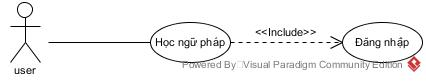 <<Include>>
Học ngữ pháp
Đăng nhập
user
Powered By Visual Paradigm Community Edition